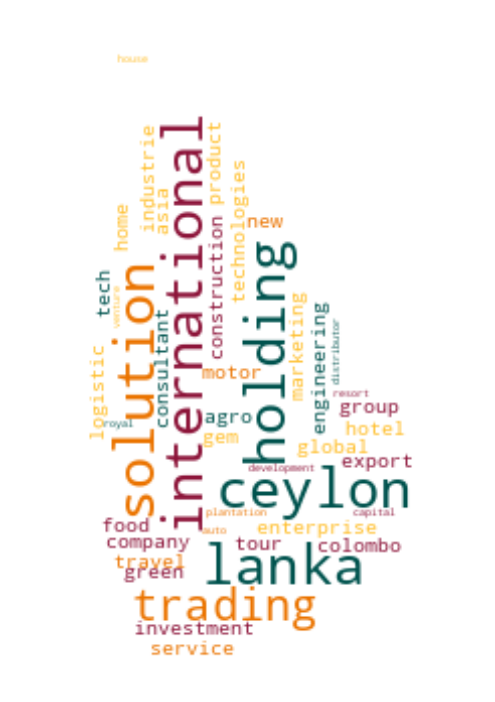 house
international
industrie
product
asia
technologies
home
new
construction
holding
solution
tech
venture
marketing
engineering
consultant
distributor
logistic
motor
resort
group
royal
agro
hotel
gem
global
export
development
ceylon
plantation
capital
food
auto
enterprise
company
tour
colombo
travel
green
lanka
trading
investment
service